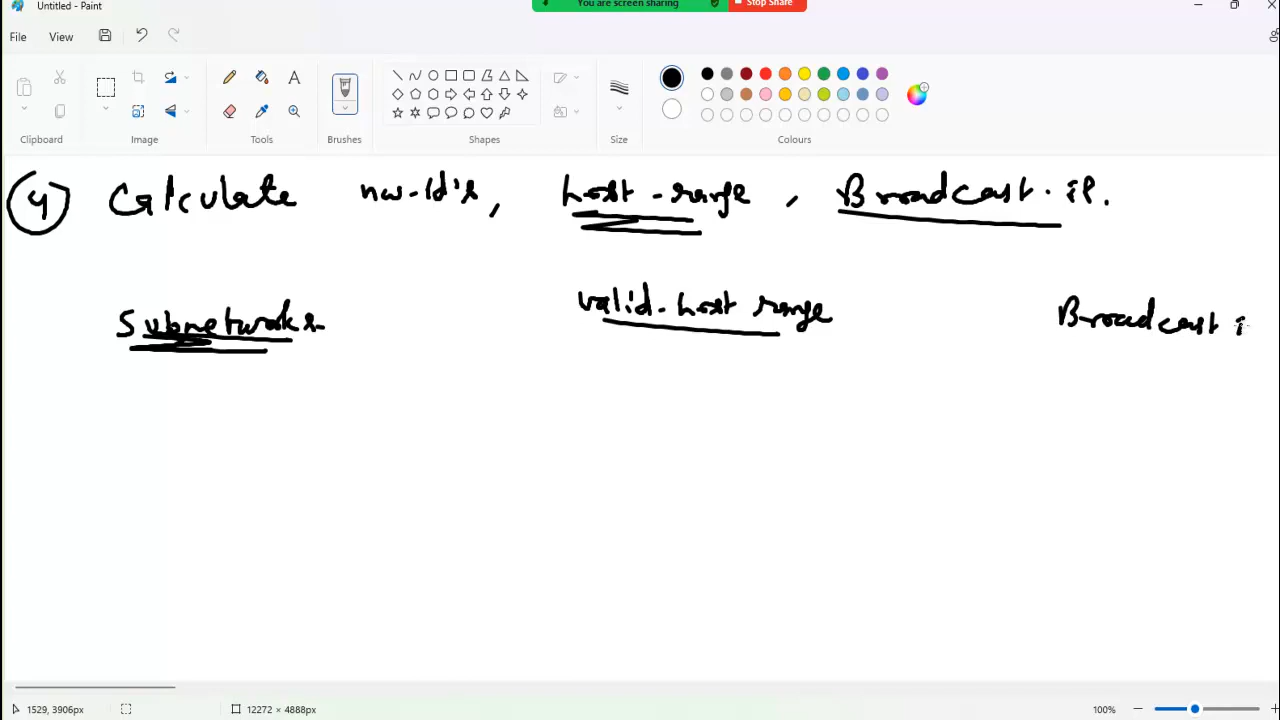 Untitled - Paint
You are screen sharing
Stop Share
File View
Clipboard
Image
Tools
Brushes
Shapes
Size
Colours
4 Calculate nw-id's, host-range, Broadcast. ip.
Subnetworks valid-host range Broadcast i
1529, 3906px
12272 × 4888px
100%